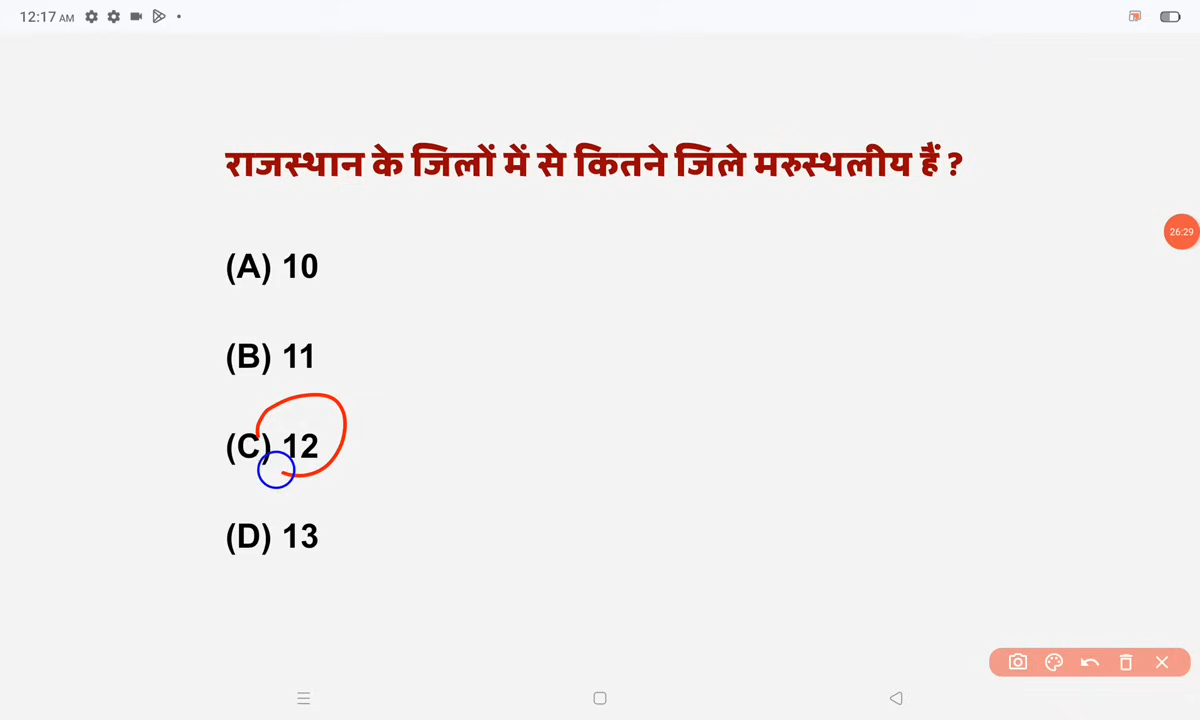 12:17 AM
राजस्थान के जिलों में से कितने जिले मरुस्थलीय हैं ?
26:29
(A) 10
(B) 11
(C) 12
(D) 13